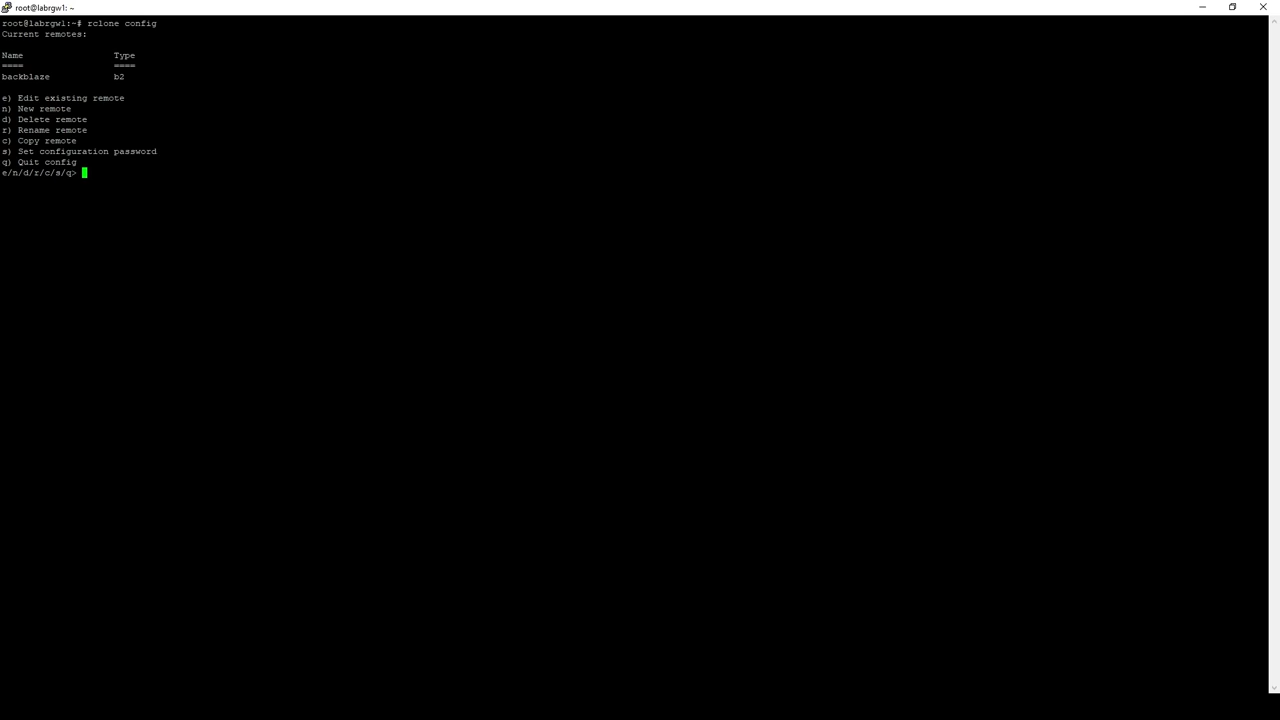 root@labrgw1: ~
root@labrgw1:~# rclone config
Current remotes:
Name Type
==== ====
backblaze b2
e) Edit existing remote
n) New remote
d) Delete remote
r) Rename remote
c) Copy remote
s) Set configuration password
q) Quit config
e/n/d/r/c/s/q>